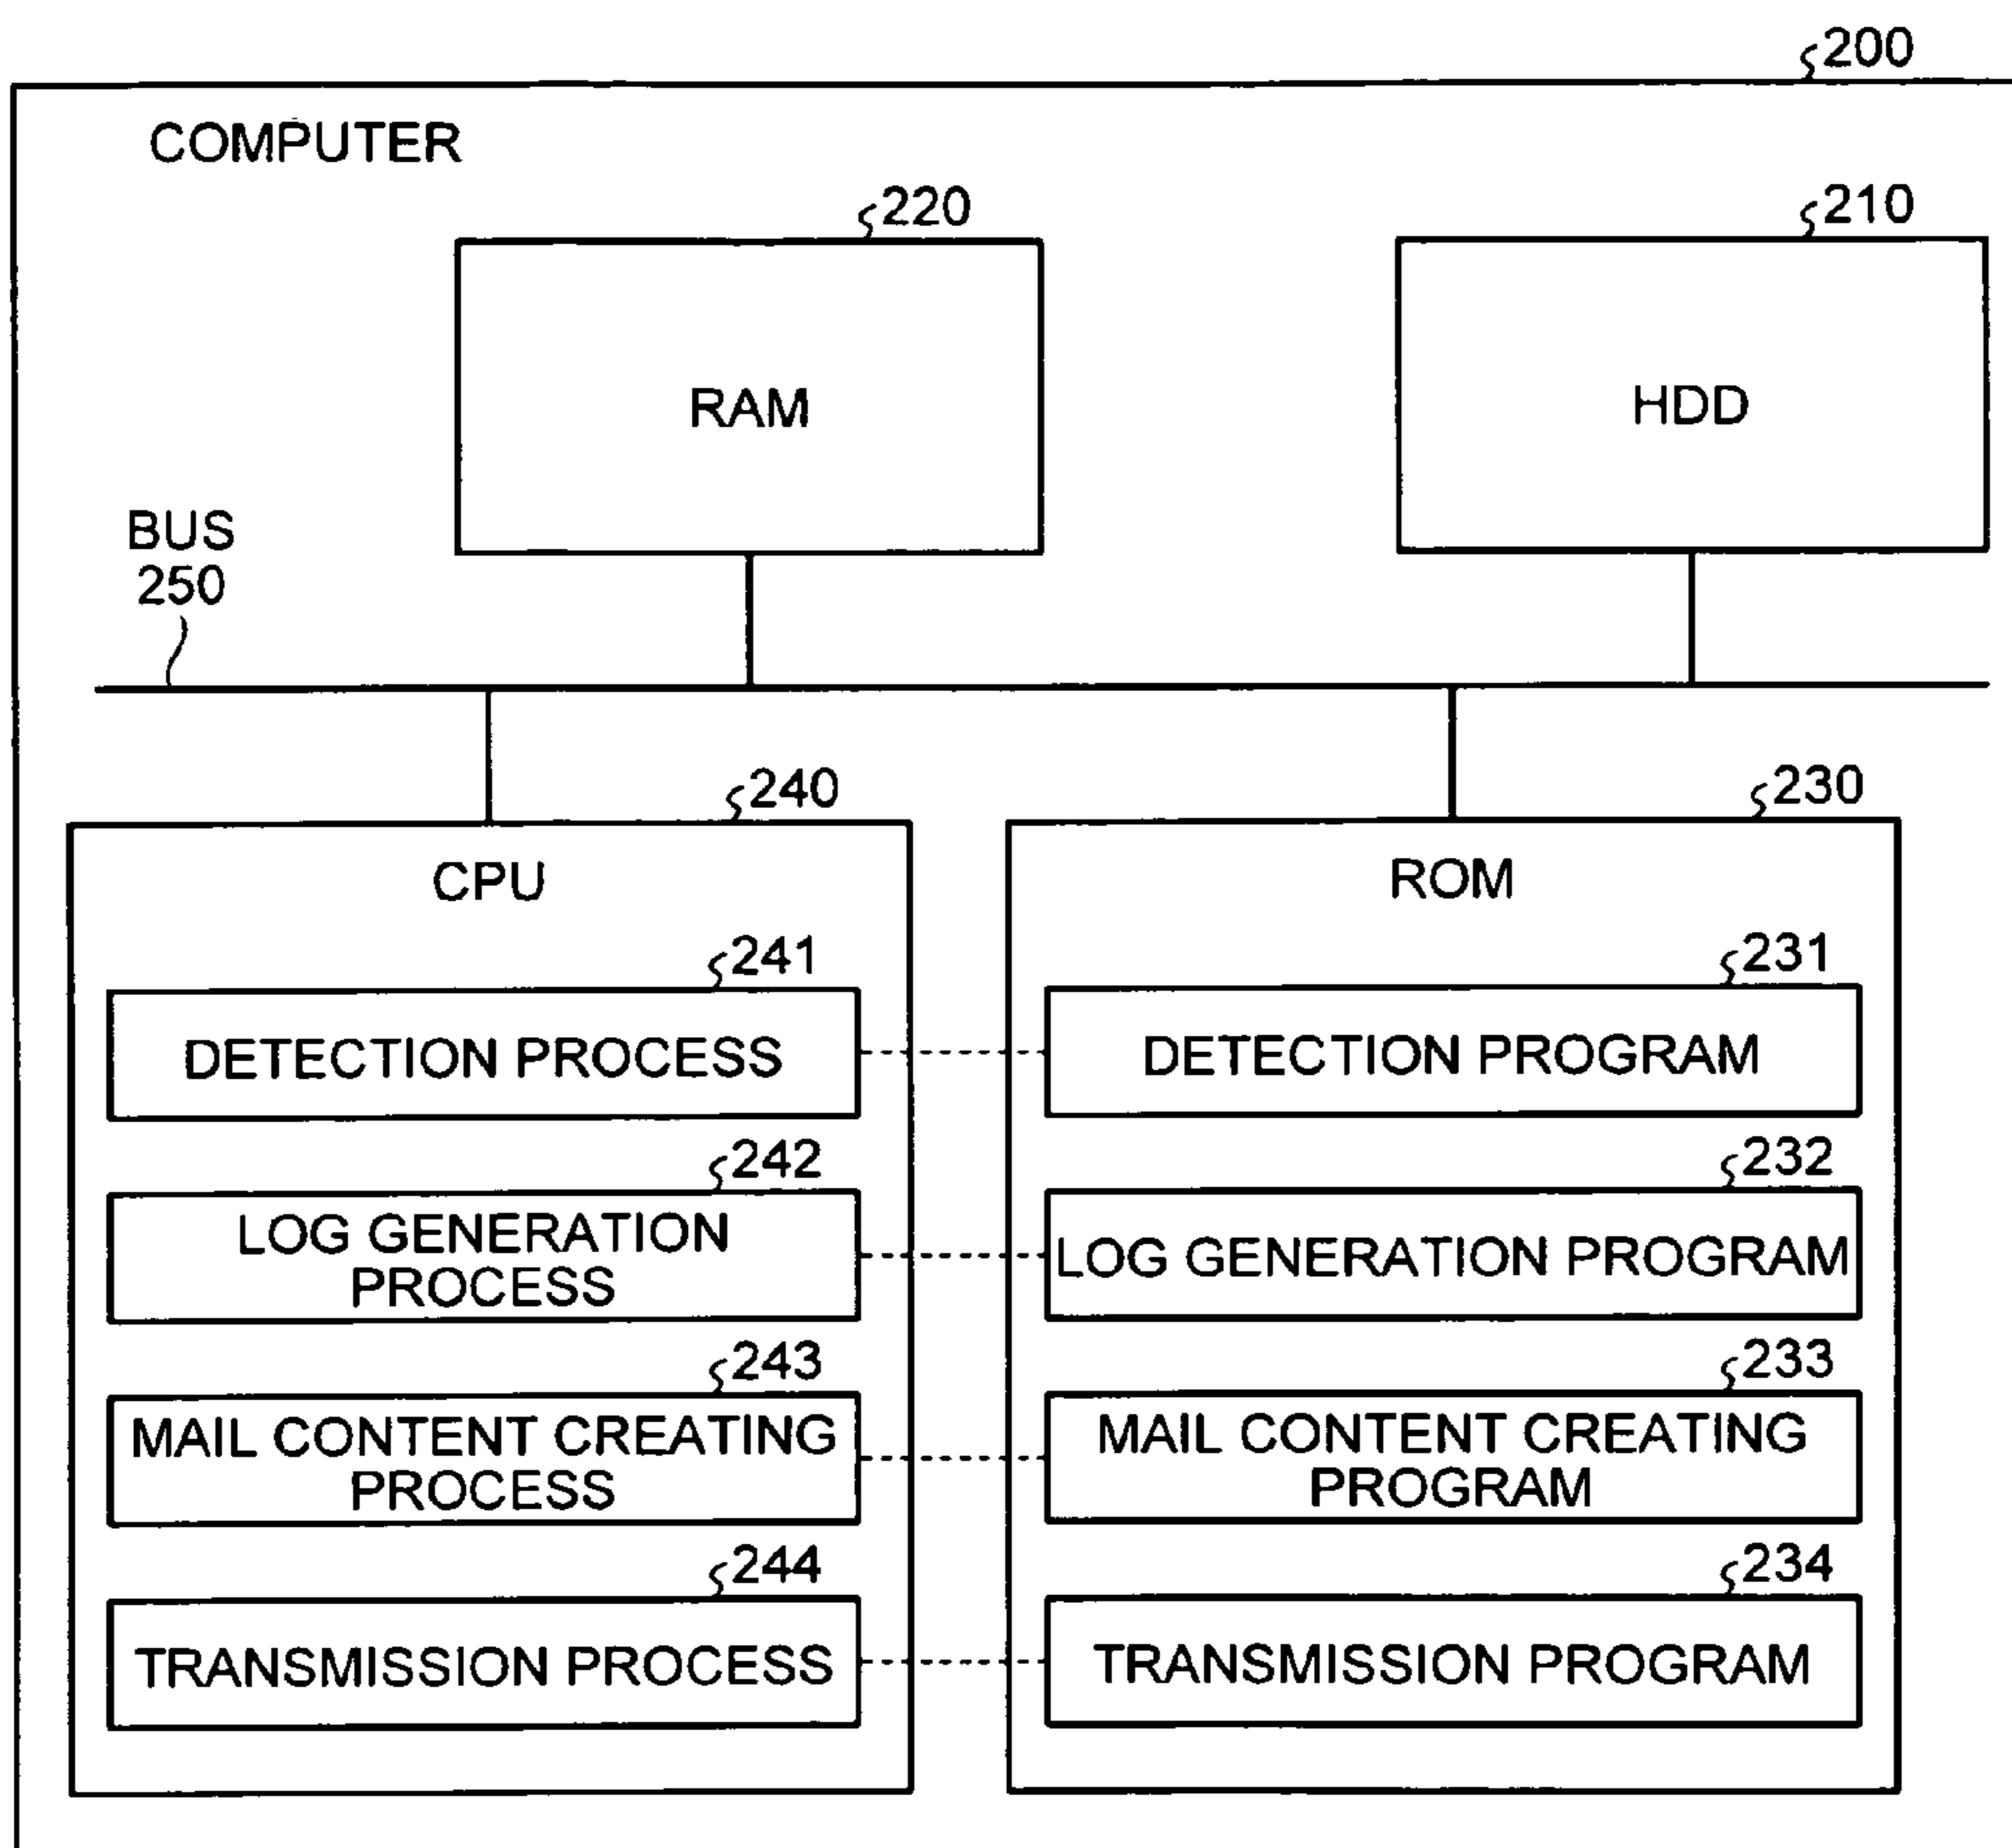 200
COMPUTER
220
210
RAM
HDD
BUS
250
240
230
CPU
ROM
241
231
DETECTION PROCESS
DETECTION PROGRAM
242
232
LOG GENERATION
PROCESS
LOG GENERATION PROGRAM
243
233
MAIL CONTENT CREATING
PROCESS
MAIL CONTENT CREATING
PROGRAM
244
234
TRANSMISSION PROCESS
TRANSMISSION PROGRAM